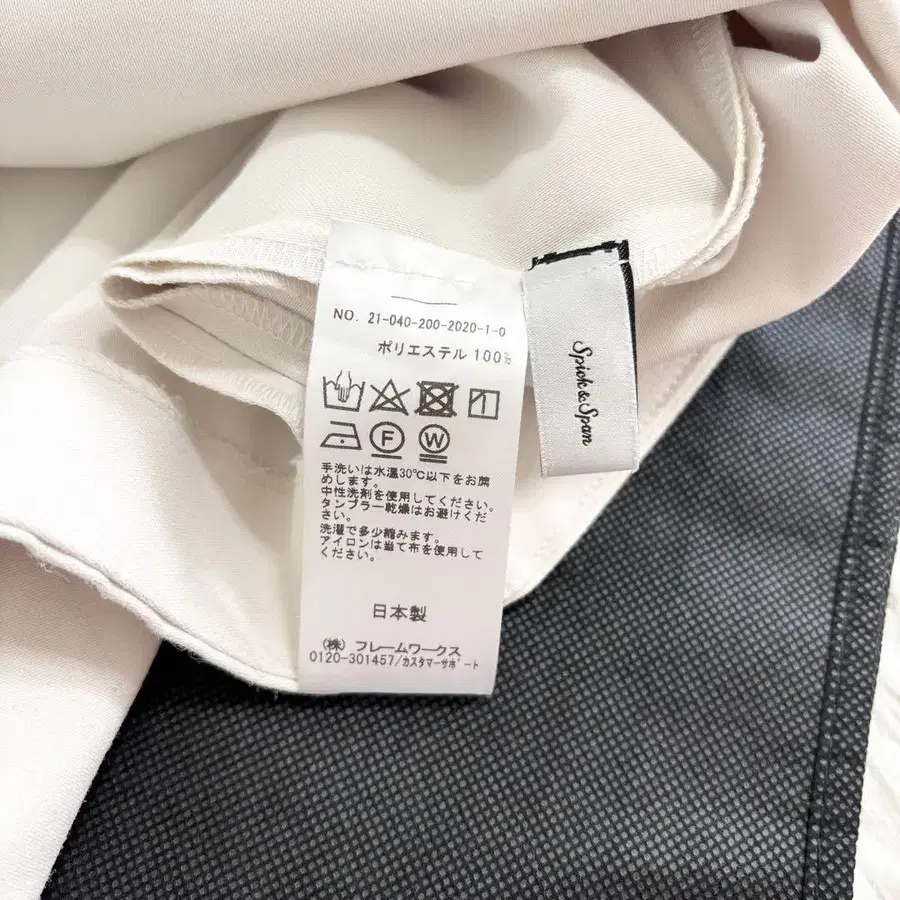 NO. 21-040-200-2020-1-0
ポリエステル 100%
F
W
手洗いは水温30℃以下をお薦
めします。
中性洗剤を使用してください。
タンブラー乾燥はお避けくだ
さい。
洗濯で多少縮みます。
アイロンは当て布を使用して
ください。
日本製
(株) フレームワークス
0120-301457/カスタマーサポート
Spick & Span